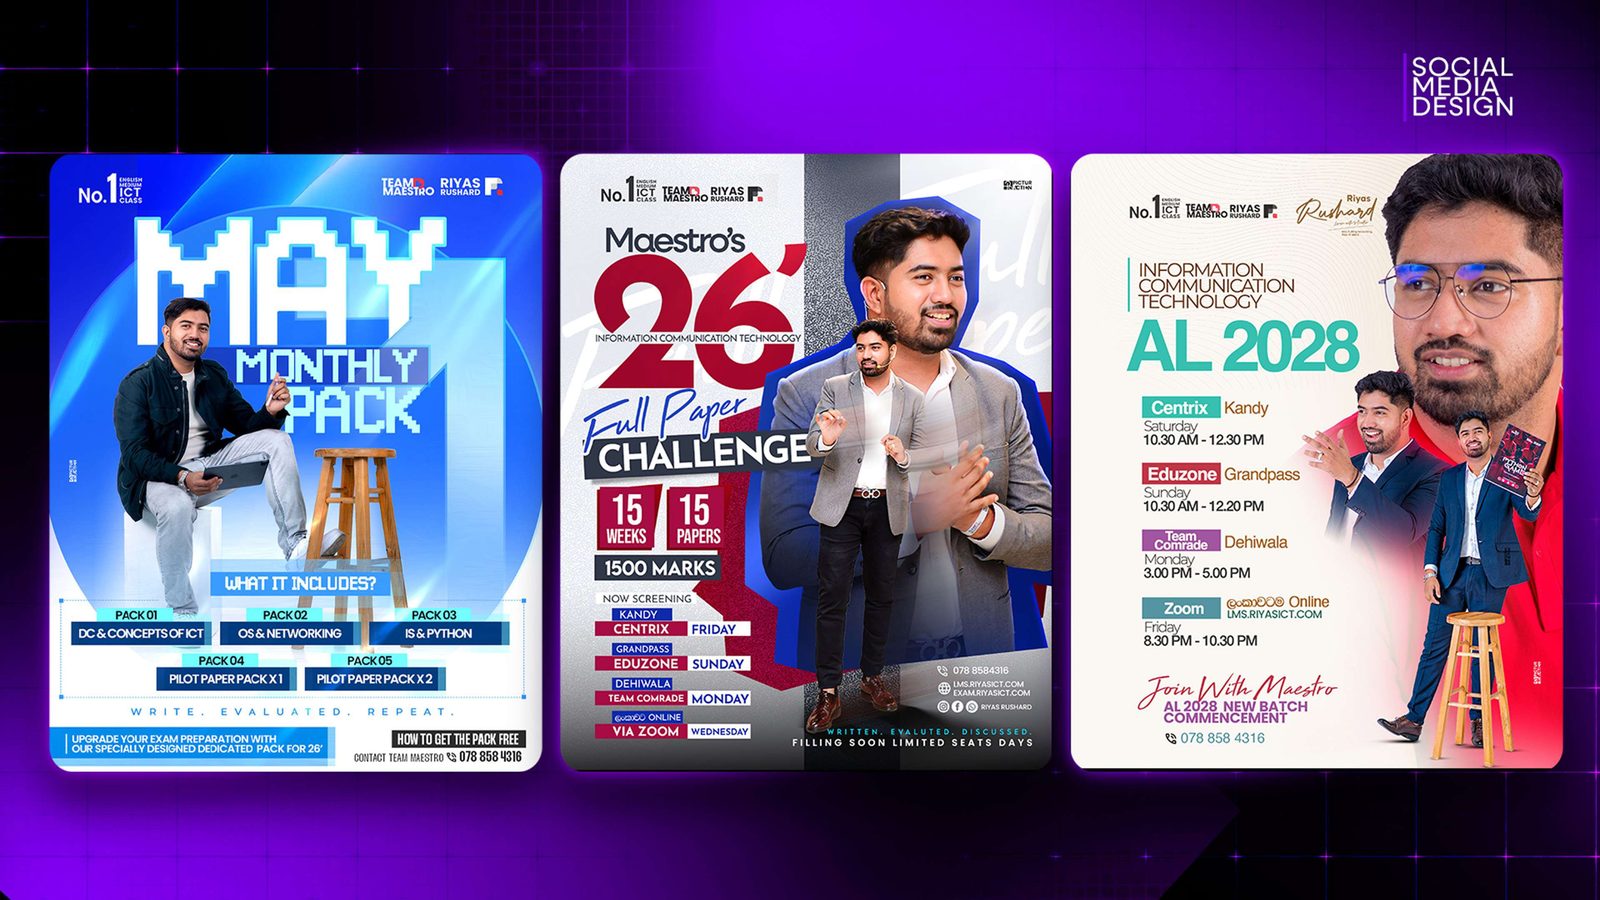 SOCIAL
MEDIA
DESIGN
No.1 ENGLISH
MEDIUM
ICT
CLASS
TEAM
MAESTRO
RIYAS
RUSHARD
MAY
MONTHLY
PACK
1
WHAT IT INCLUDES?
PACK 01
DC & CONCEPTS OF ICT
PACK 02
OS & NETWORKING
PACK 03
IS & PYTHON
PACK 04
PILOT PAPER PACK X 1
PACK 05
PILOT PAPER PACK X 2
WRITE. EVALUATED. REPEAT.
UPGRADE YOUR EXAM PREPARATION WITH
OUR SPECIALLY DESIGNED DEDICATED PACK FOR 26'
HOW TO GET THE PACK FREE
CONTACT TEAM MAESTRO 078 858 4316
No.1 ENGLISH
MEDIUM
ICT
CLASS
TEAM
MAESTRO
RIYAS
RUSHARD
Maestro's
26'
INFORMATION COMMUNICATION TECHNOLOGY
Full Paper
CHALLENGE
15
WEEKS
15
PAPERS
1500 MARKS
NOW SCREENING
KANDY
CENTRIX FRIDAY
GRANDPASS
EDUZONE SUNDAY
DEHIWALA
TEAM COMRADE MONDAY
ලංකාවටම ONLINE
VIA ZOOM WEDNESDAY
078 8584316
LMS.RIYASICT.COM
EXAM.RIYASICT.COM
RIYAS RUSHARD
WRITTEN. EVALUTED. DISCUSSED.
FILLING SOON LIMITED SEATS DAYS
No.1 ENGLISH
MEDIUM
ICT
CLASS
TEAM
MAESTRO
RIYAS
RUSHARD
Riyas
Rushard
INFORMATION
COMMUNICATION
TECHNOLOGY
AL 2028
Centrix Kandy
Saturday
10.30 AM - 12.30 PM
Eduzone Grandpass
Sunday
10.30 AM - 12.20 PM
Team
Comrade Dehiwala
Monday
3.00 PM - 5.00 PM
Zoom ලංකාවටම Online
LMS.RIYASICT.COM
Friday
8.30 PM - 10.30 PM
Join With Maestro
AL 2028 NEW BATCH
COMMENCEMENT
078 858 4316